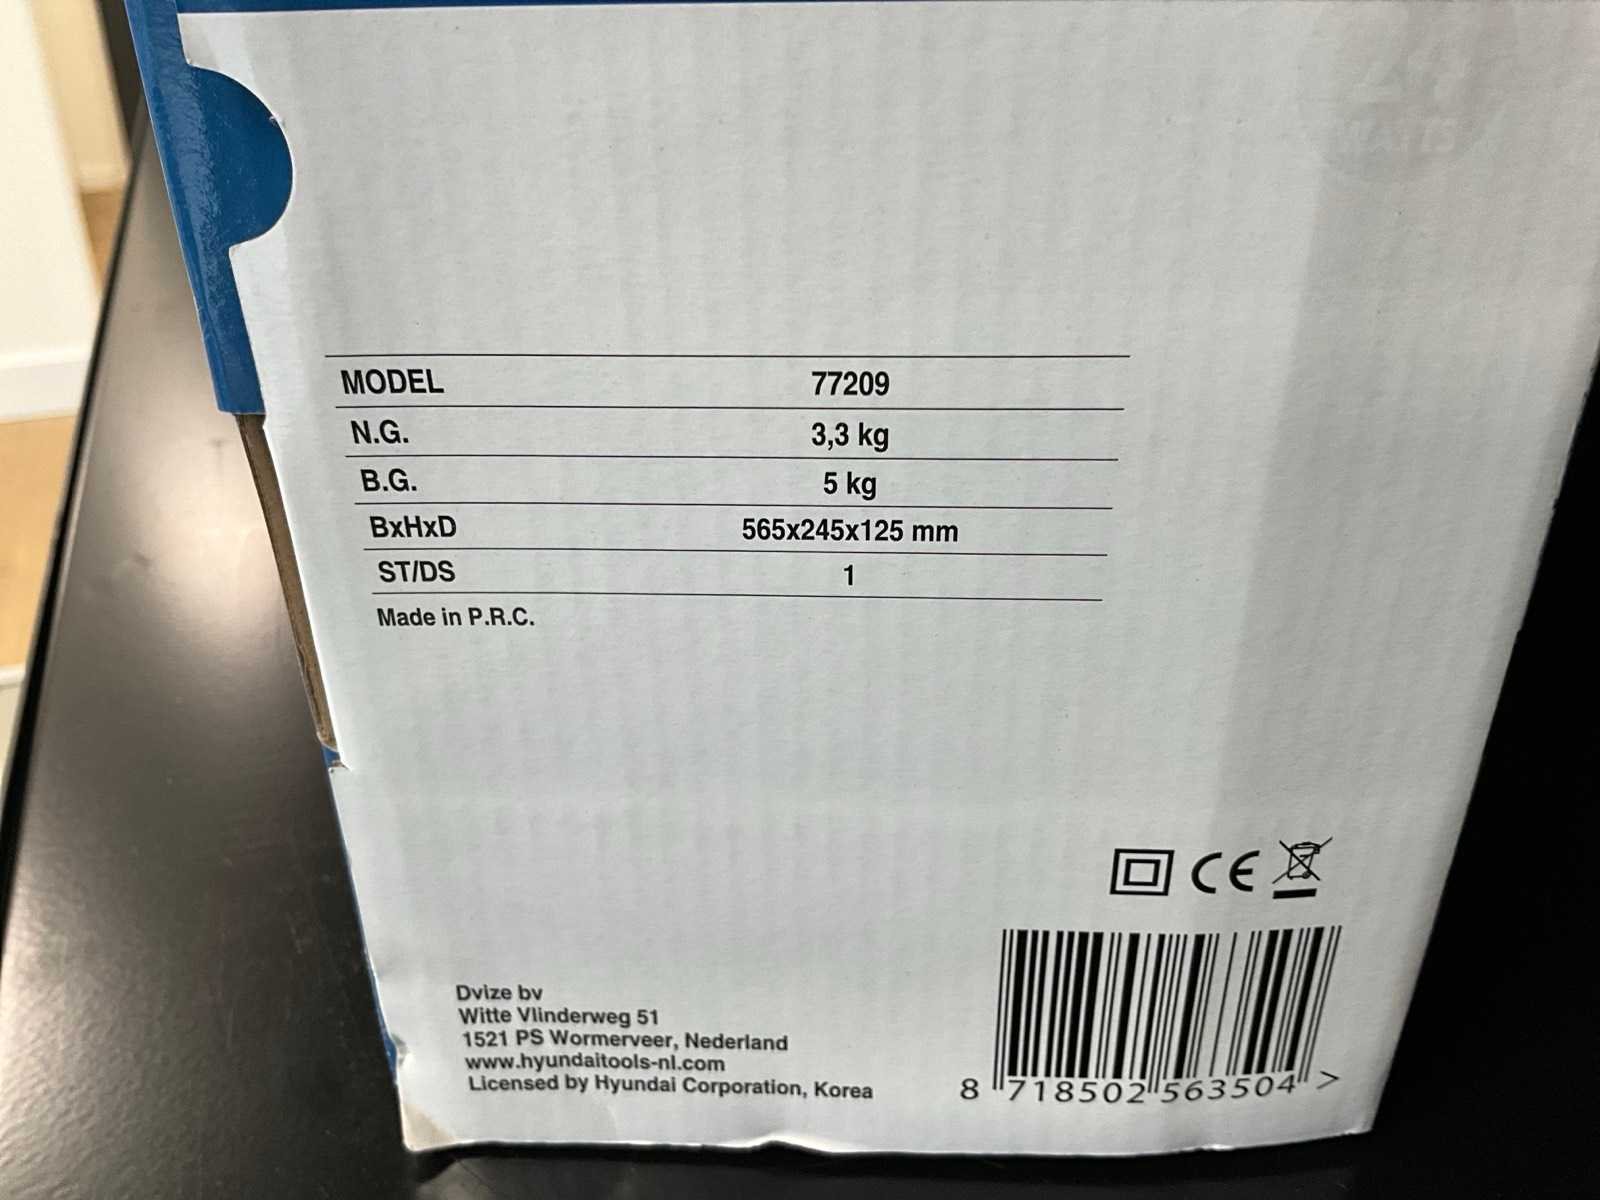 MODEL 77209
N.G. 3,3 kg
B.G. 5 kg
BxHxD 565x245x125 mm
ST/DS 1
Made in P.R.C.
CE
Dvize bv
Witte Vlinderweg 51
1521 PS Wormerveer, Nederland
www.hyundaitools-nl.com
Licensed by Hyundai Corporation, Korea
8 718502 563504 >